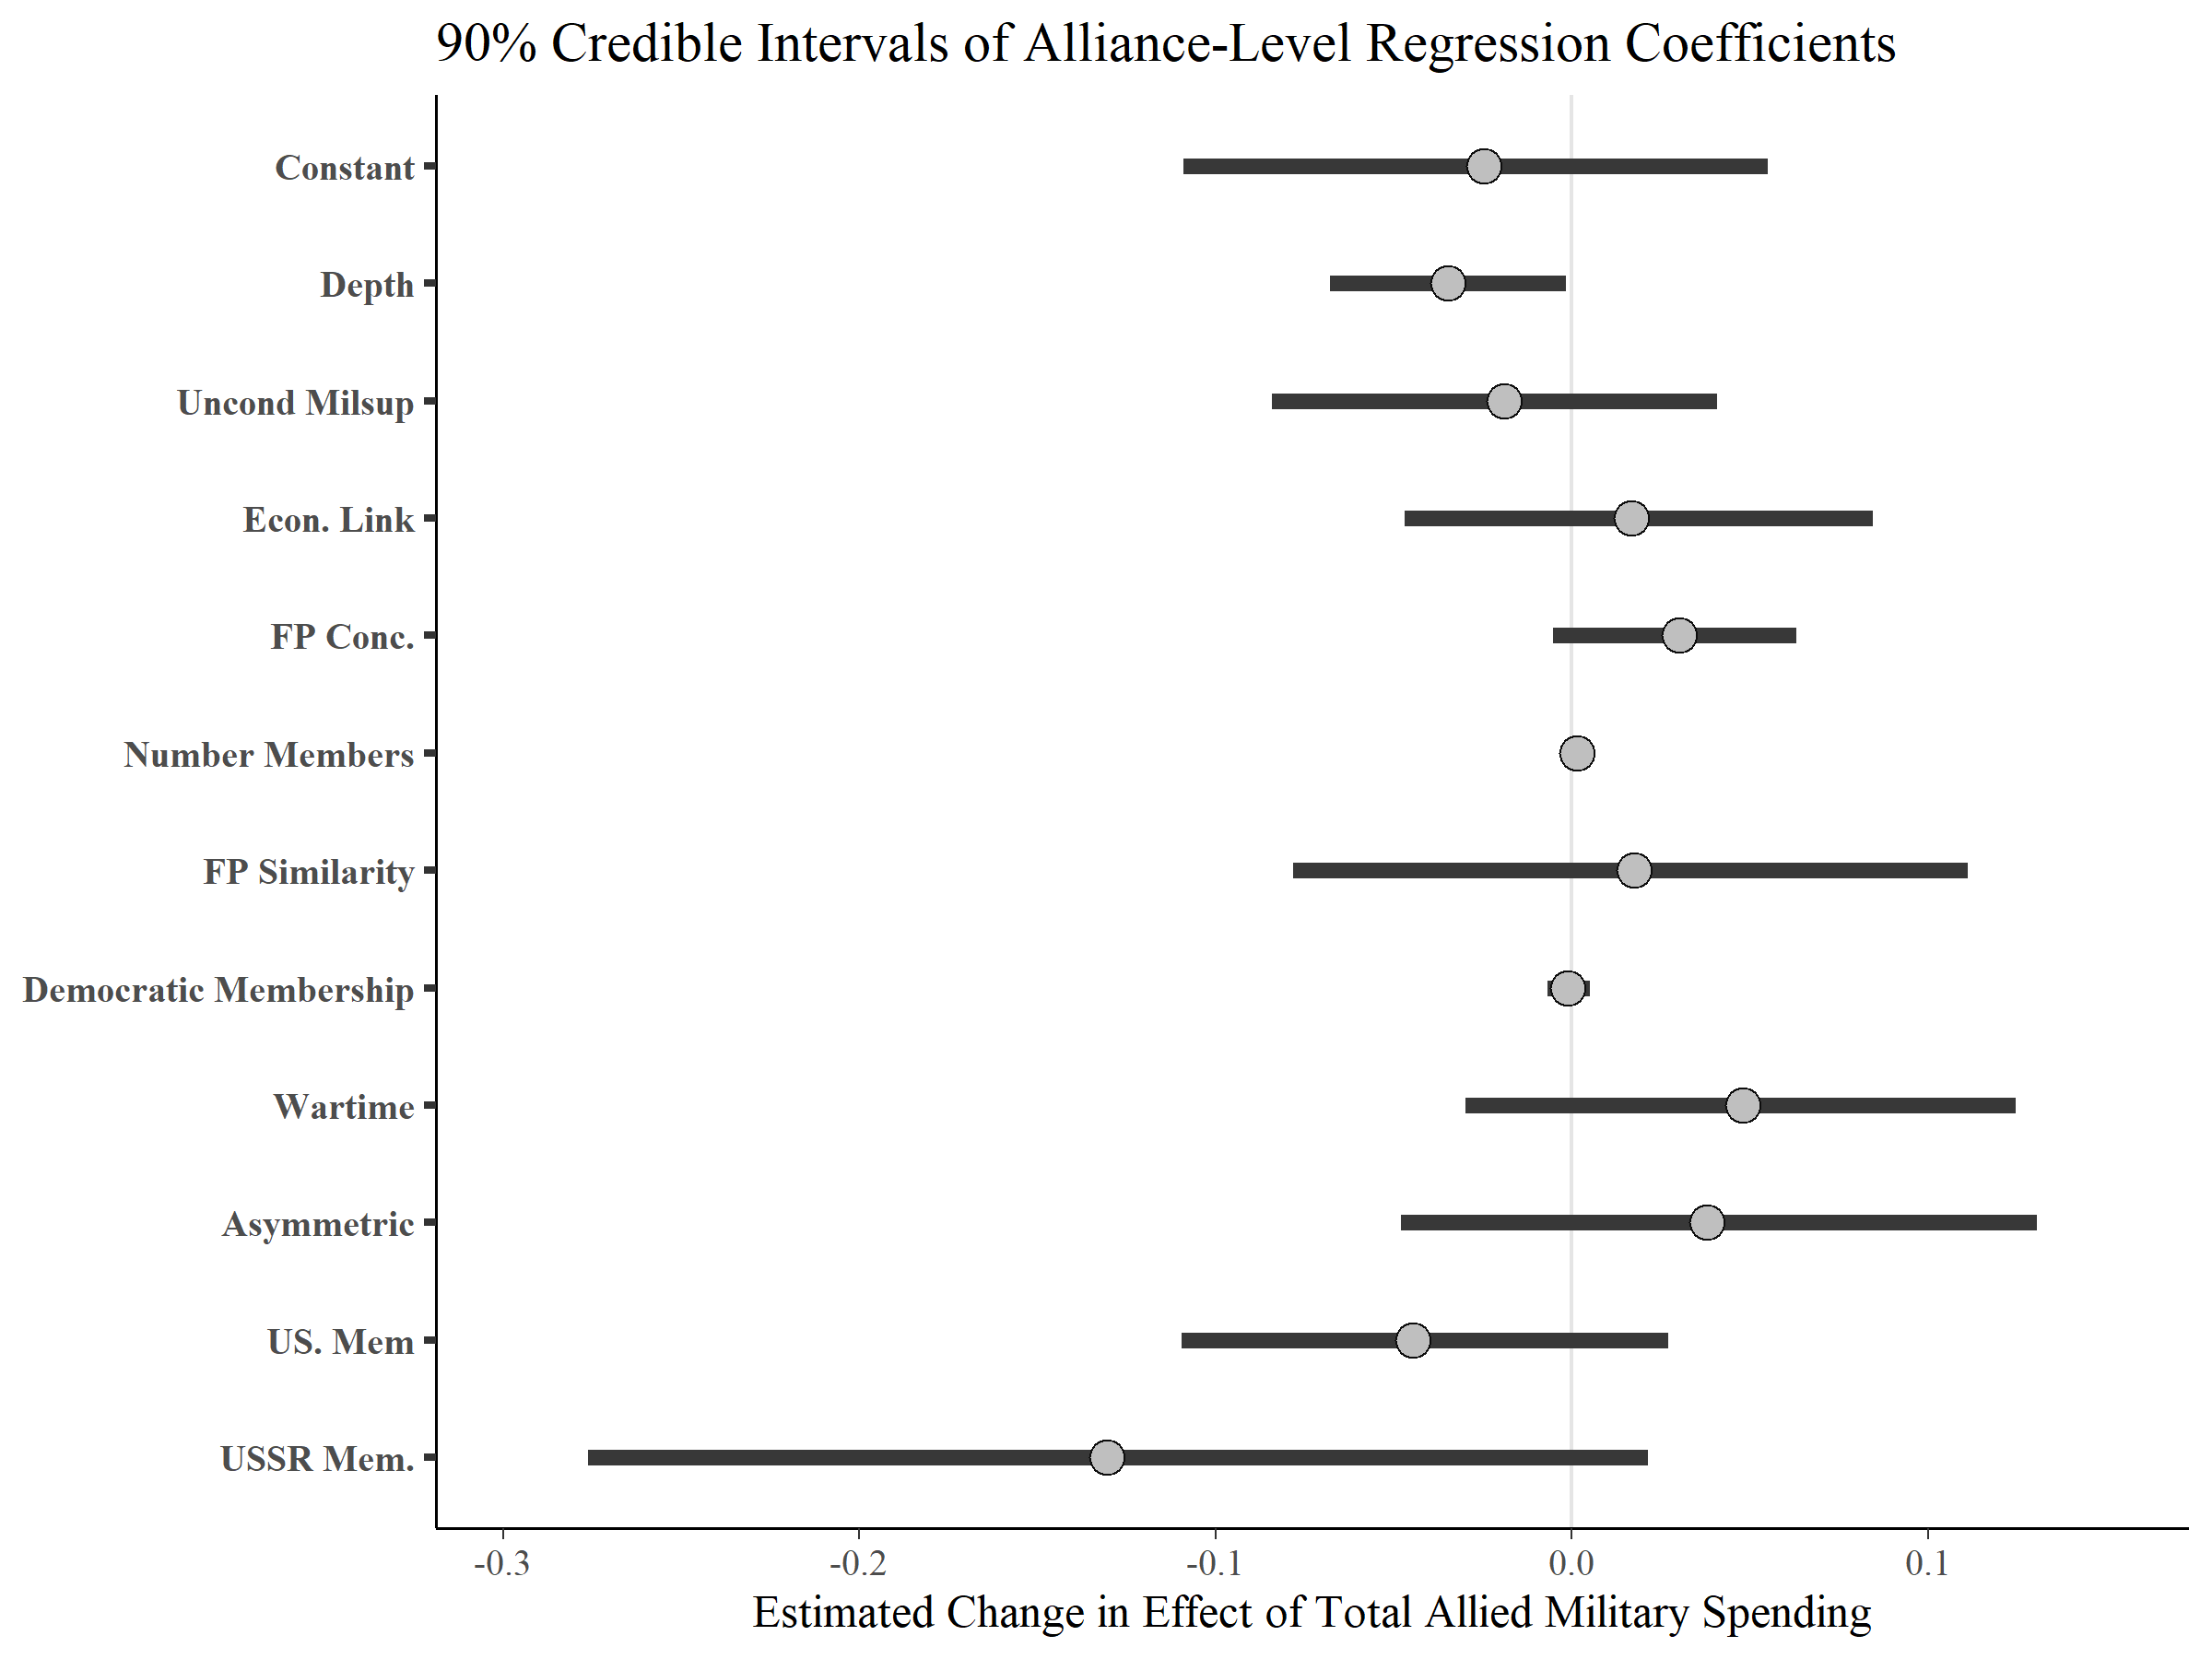 90% Credible Intervals of Alliance-Level Regression Coefficients
Constant
Depth
Uncond Milsup
Econ. Link
FP Conc.
Number Members
FP Similarity
Democratic Membership
Wartime
Asymmetric
US. Mem
USSR Mem.
-0.3 -0.2 -0.1 0.0 0.1
Estimated Change in Effect of Total Allied Military Spending